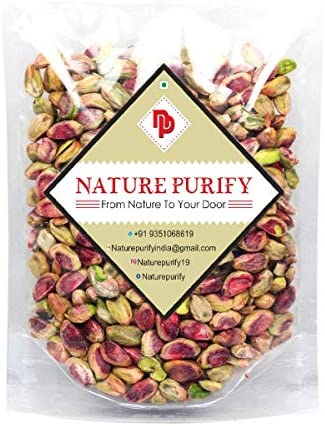 np
NATURE PURIFY
From Nature To Your Door
+91 9351068619
Naturepurifyindia@gmail.com
Naturepurify19
Naturepurify